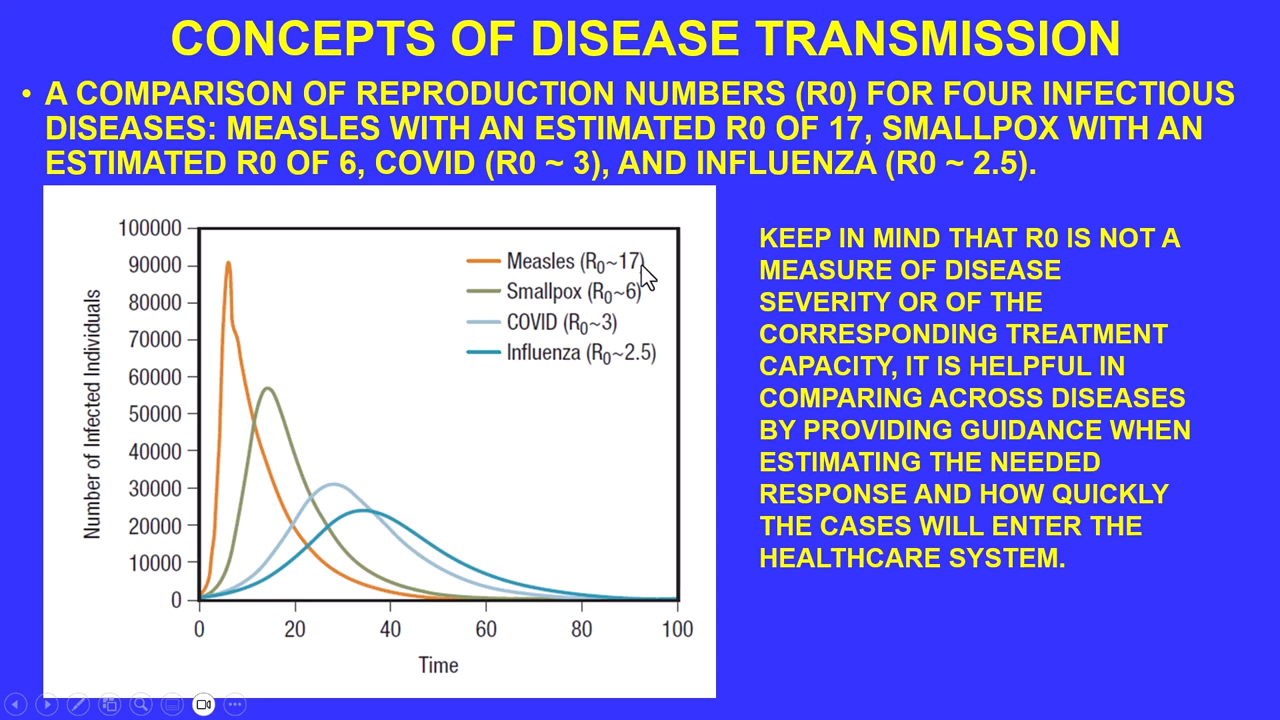 CONCEPTS OF DISEASE TRANSMISSION
• A COMPARISON OF REPRODUCTION NUMBERS (R0) FOR FOUR INFECTIOUS
DISEASES: MEASLES WITH AN ESTIMATED R0 OF 17, SMALLPOX WITH AN
ESTIMATED R0 OF 6, COVID (R0 ~ 3), AND INFLUENZA (R0 ~ 2.5).
KEEP IN MIND THAT R0 IS NOT A
MEASURE OF DISEASE
SEVERITY OR OF THE
CORRESPONDING TREATMENT
CAPACITY, IT IS HELPFUL IN
COMPARING ACROSS DISEASES
BY PROVIDING GUIDANCE WHEN
ESTIMATING THE NEEDED
RESPONSE AND HOW QUICKLY
THE CASES WILL ENTER THE
HEALTHCARE SYSTEM.
Number of Infected Individuals
100000
90000
80000
70000
60000
50000
40000
30000
20000
10000
0
Measles (R0~17)
Smallpox (R0~6)
COVID (R0~3)
Influenza (R0~2.5)
0 20 40 60 80 100
Time